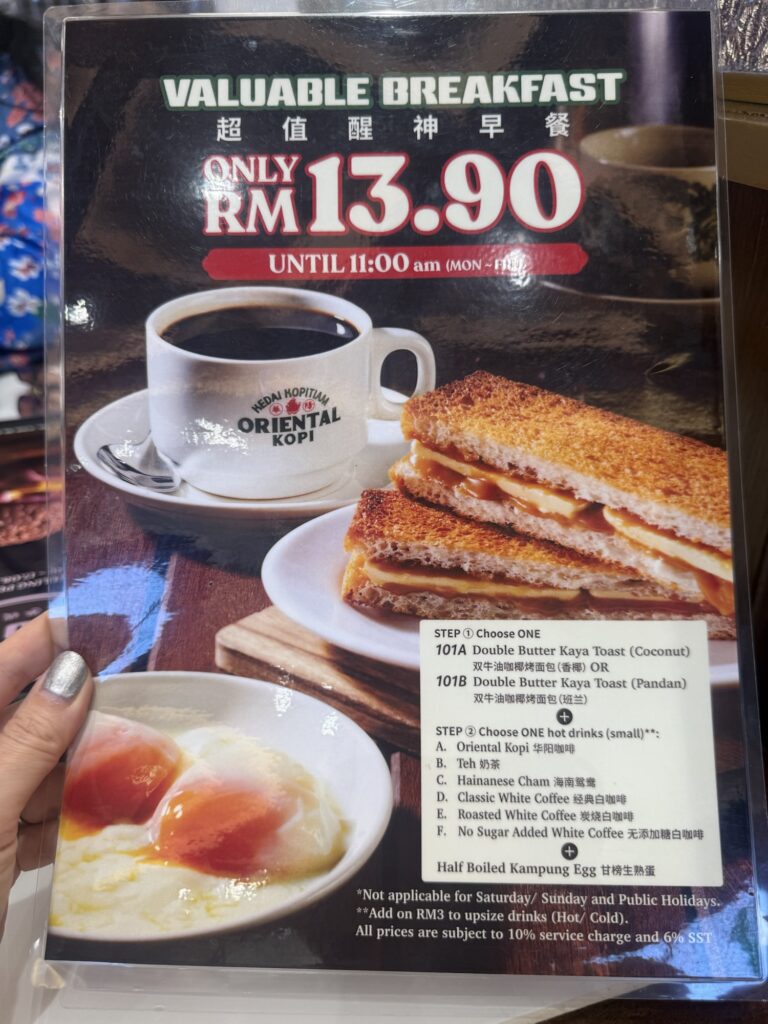 VALUABLE BREAKFAST
超值醒神早餐
ONLY
RM 13.90
UNTIL 11:00 am (MON ~ FRI)
KEDAI KOPITIAM
ORIENTAL
KOPI
STEP ① Choose ONE
101A Double Butter Kaya Toast (Coconut)
双牛油咖椰烤面包(香椰) OR
101B Double Butter Kaya Toast (Pandan)
双牛油咖椰烤面包(班兰)
+
STEP ② Choose ONE hot drinks (small)**:
A. Oriental Kopi 华阳咖啡
B. Teh 奶茶
C. Hainanese Cham 海南鸳鸯
D. Classic White Coffee 经典白咖啡
E. Roasted White Coffee 炭烧白咖啡
F. No Sugar Added White Coffee 无添加糖白咖啡
+
Half Boiled Kampung Egg 甘榜生熟蛋
*Not applicable for Saturday/ Sunday and Public Holidays.
**Add on RM3 to upsize drinks (Hot/ Cold).
All prices are subject to 10% service charge and 6% SST